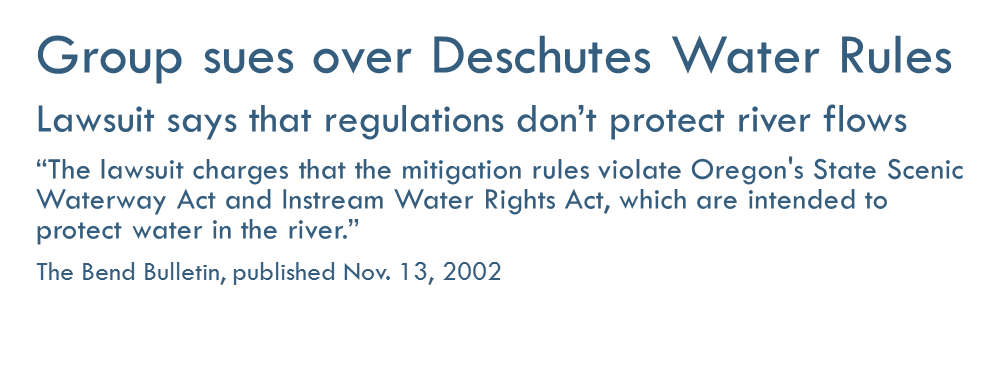 Group sues over Deschutes Water Rules
Lawsuit says that regulations don’t protect river flows
“The lawsuit charges that the mitigation rules violate Oregon's State Scenic
Waterway Act and Instream Water Rights Act, which are intended to
protect water in the river.”
The Bend Bulletin, published Nov. 13, 2002